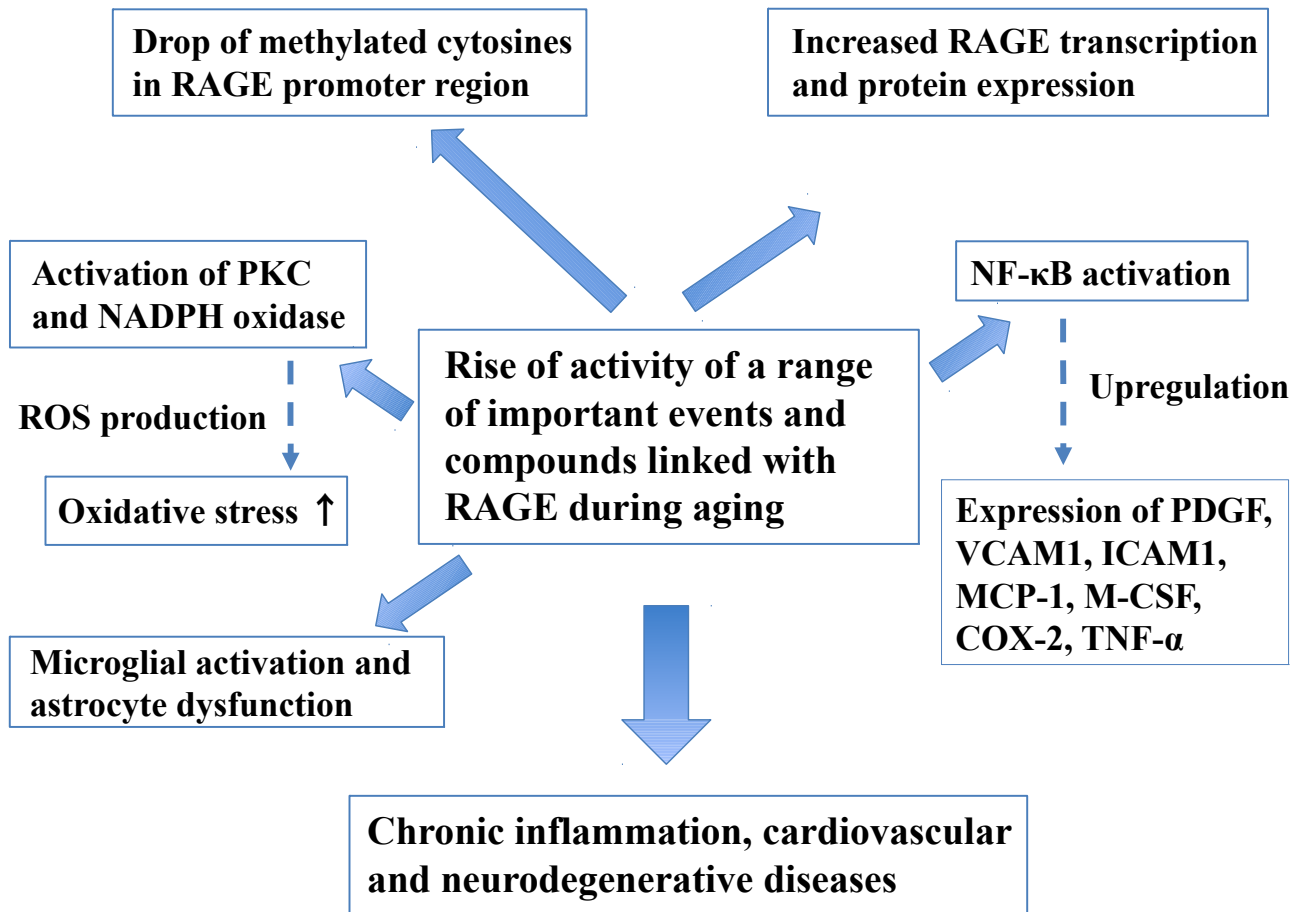 Drop of methylated cytosines
in RAGE promoter region
Increased RAGE transcription
and protein expression
Activation of PKC
and NADPH oxidase
NF-κB activation
Rise of activity of a range
of important events and
compounds linked with
RAGE during aging
ROS production
Upregulation
Oxidative stress ↑
Expression of PDGF,
VCAM1, ICAM1,
MCP-1, M-CSF,
COX-2, TNF-α
Microglial activation and
astrocyte dysfunction
Chronic inflammation, cardiovascular
and neurodegenerative diseases